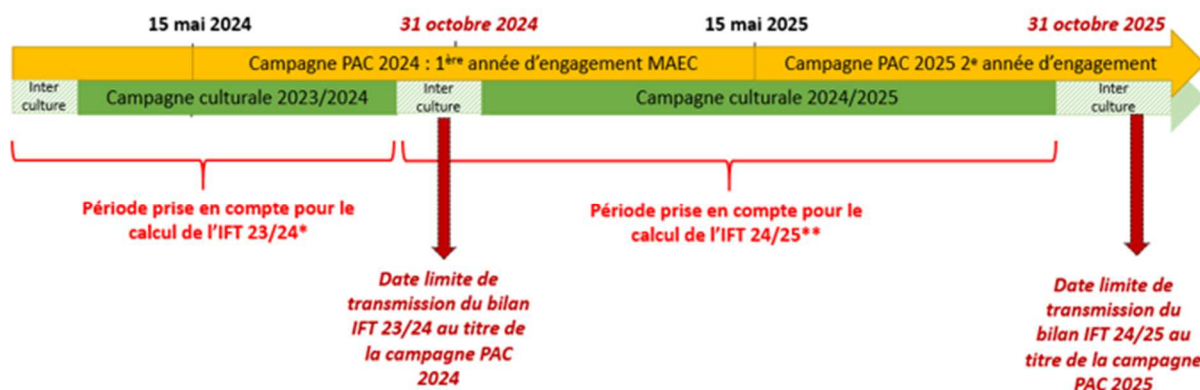 15 mai 2024
31 octobre 2024
15 mai 2025
31 octobre 2025
Campagne PAC 2024 : 1ère année d'engagement MAEC
Campagne PAC 2025 2e année d'engagement
Inter
culture
Campagne culturale 2023/2024
Inter
culture
Campagne culturale 2024/2025
Inter
culture
Période prise en compte pour le
calcul de l'IFT 23/24*
Période prise en compte pour le
calcul de l'IFT 24/25**
Date limite de
transmission du bilan
IFT 23/24 au titre de
la campagne PAC
2024
Date limite de
transmission du
bilan IFT 24/25 au
titre de la campagne
PAC 2025